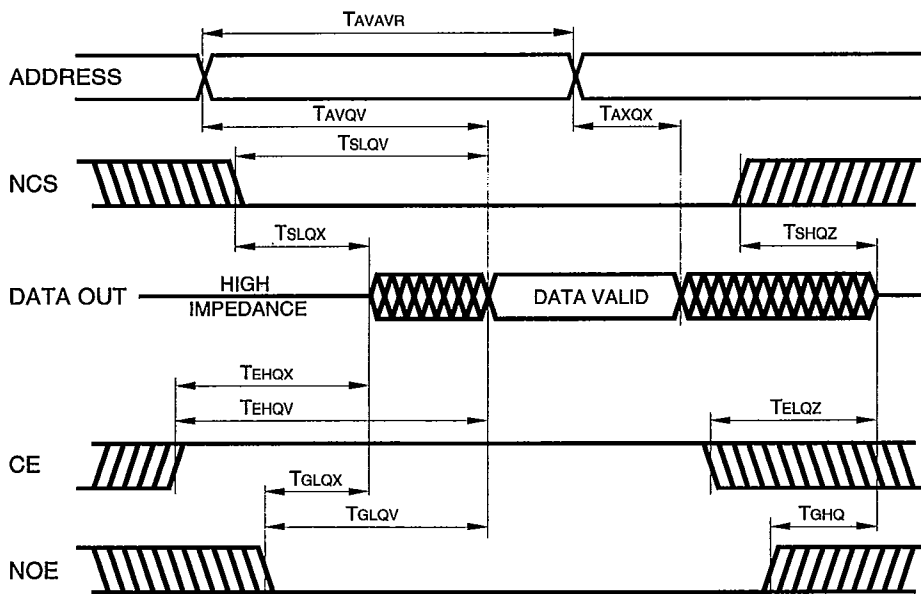 TAVAVR
ADDRESS
TAVQV
TAXQX
TSLQV
NCS
TSLQX
TSHQZ
DATA OUT
HIGH
IMPEDANCE
DATA VALID
TEHQX
TEHQV
TELQZ
CE
TGLQX
TGLQV
TGHQ
NOE